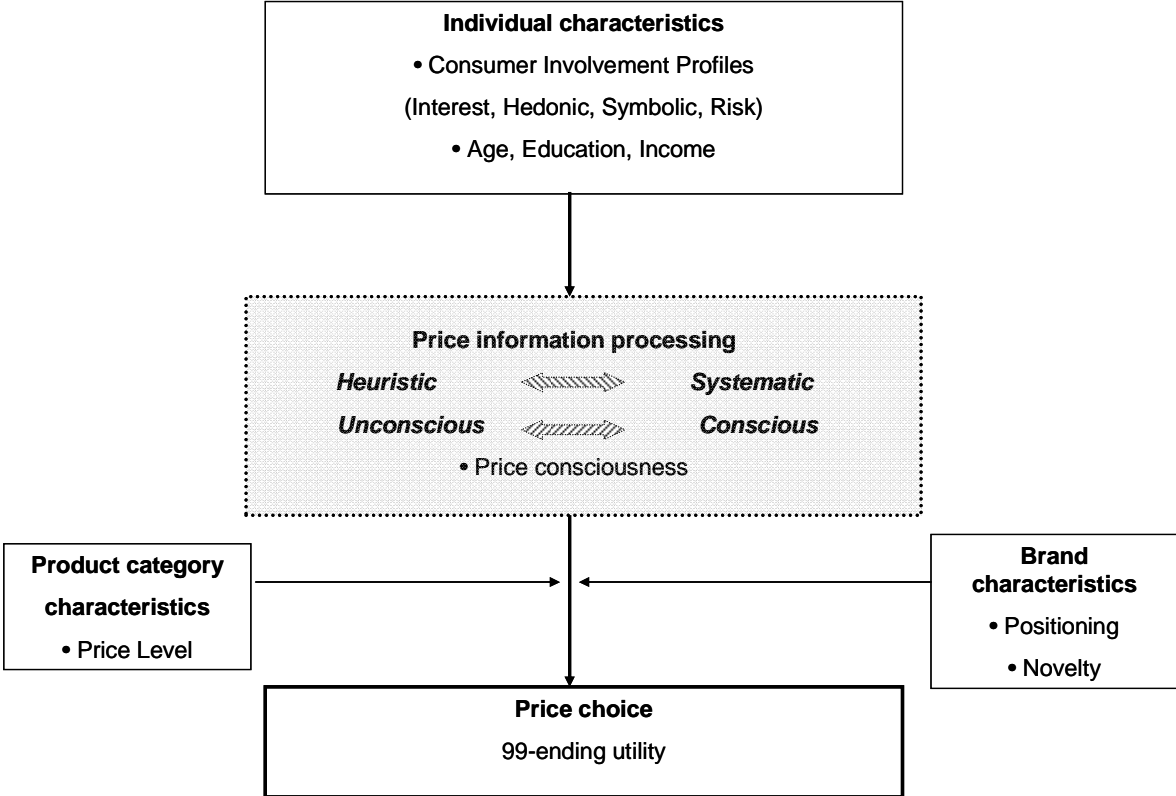 Individual characteristics
• Consumer Involvement Profiles
(Interest, Hedonic, Symbolic, Risk)
• Age, Education, Income
Price information processing
Heuristic Systematic
Unconscious Conscious
• Price consciousness
Product category
characteristics
• Price Level
Brand
characteristics
• Positioning
• Novelty
Price choice
99-ending utility